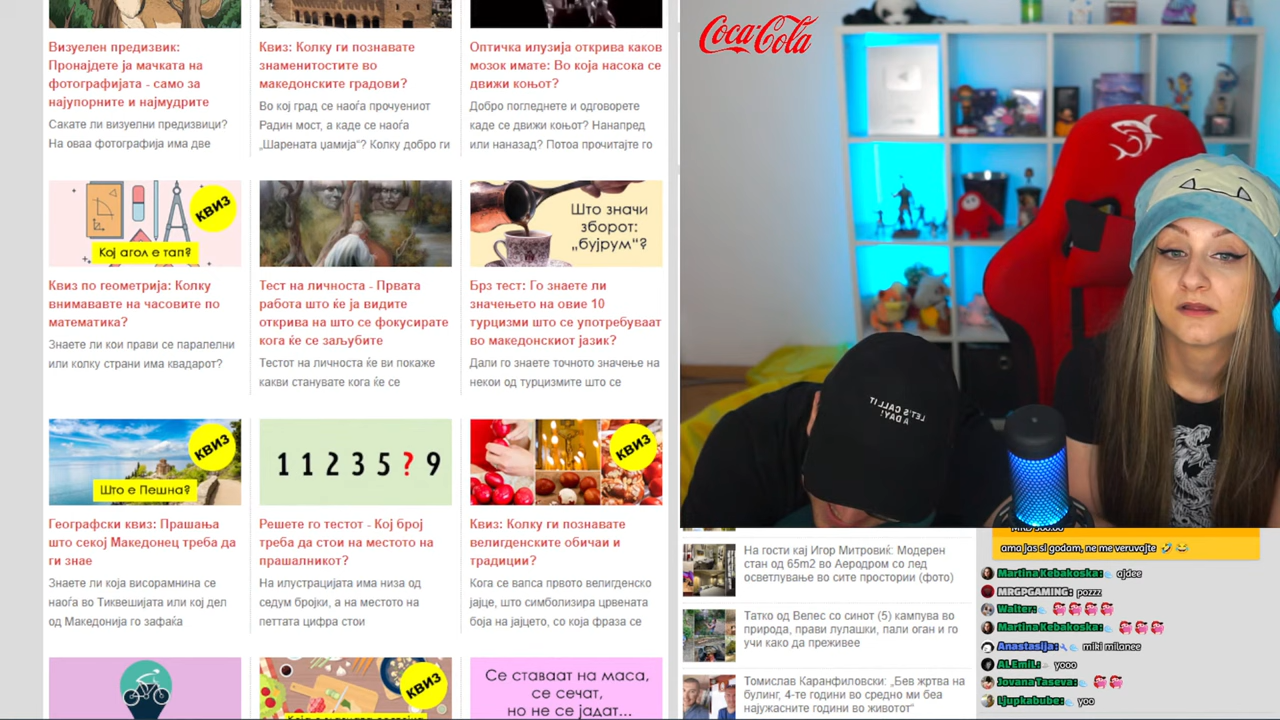 Визуелен предизвик:
Пронајдете ја мачката на
фотографијата - само за
најупорните и најмудрите
Сакате ли визуелни предизвици?
На оваа фотографија има две
Квиз: Колку ги познавате
знаменитостите во
македонските градови?
Во кој град се наоѓа прочуениот
Радин мост, а каде се наоѓа
„Шарената џамија“? Колку добро ги
Оптичка илузија открива каков
мозок имате: Во која насока се
движи коњот?
Добро погледнете и одговорете
каде се движи коњот? Нанапред
или наназад? Потоа прочитајте го
КВИЗ
Кој агол е тап?
Квиз по геометрија: Колку
внимававте на часовите по
математика?
Знаете ли кои прави се паралелни
или колку страни има квадарот?
Тест на личноста - Првата
работа што ќе ја видите
открива на што се фокусирате
кога ќе се заљубите
Тестот на личноста ќе ви покаже
какви станувате кога ќе се
Што значи
зборот:
„бујрум“?
Брз тест: Го знаете ли
значењето на овие 10
турцизми што се употребуваат
во македонскиот јазик?
Дали го знаете точното значење на
некои од турцизмите што се
КВИЗ
Што е Пешна?
Географски квиз: Прашања
што секој Македонец треба да
ги знае
Знаете ли која висорамнина се
наоѓа во Тиквешијата или кој дел
од Македонија го зафаќа
1 1 2 3 5 ? 9
Решете го тестот - Кој број
треба да стои на местото на
прашалникот?
На илустрацијата има низа од
седум бројки, а на местото на
петтата цифра стои
КВИЗ
Квиз: Колку ги познавате
велигденските обичаи и
традиции?
Кога се вапса првото велигденско
јајце, што симболизира црвената
боја на јајцето, со која фраза се
КВИЗ
Се ставаат на маса,
се сечат,
но не се јадат...
Coca-Cola
LET'S CALL IT
A DAY!
На гости кај Игор Митровиќ: Модерен
стан од 65m2 во Аеродром со лед
осветлување во сите простории (фото)
Татко од Велес со синот (5) кампува во
природа, прави лулашки, пали оган и го
учи како да преживее
Томислав Каранфиловски: „Бев жртва на
булинг, 4-те години во средно ми беа
најужасните години во животот“
ama jas si godam, ne me veruvajte 🤣 😂
Martina Kebakoska: ajdee
MRGPGAMING: pozzz
Walter:
Martina Kebakoska:
Anastasija: miki milanee
AL EmiL: yooo
Jovana Taseva:
Ljupkabube: yoo